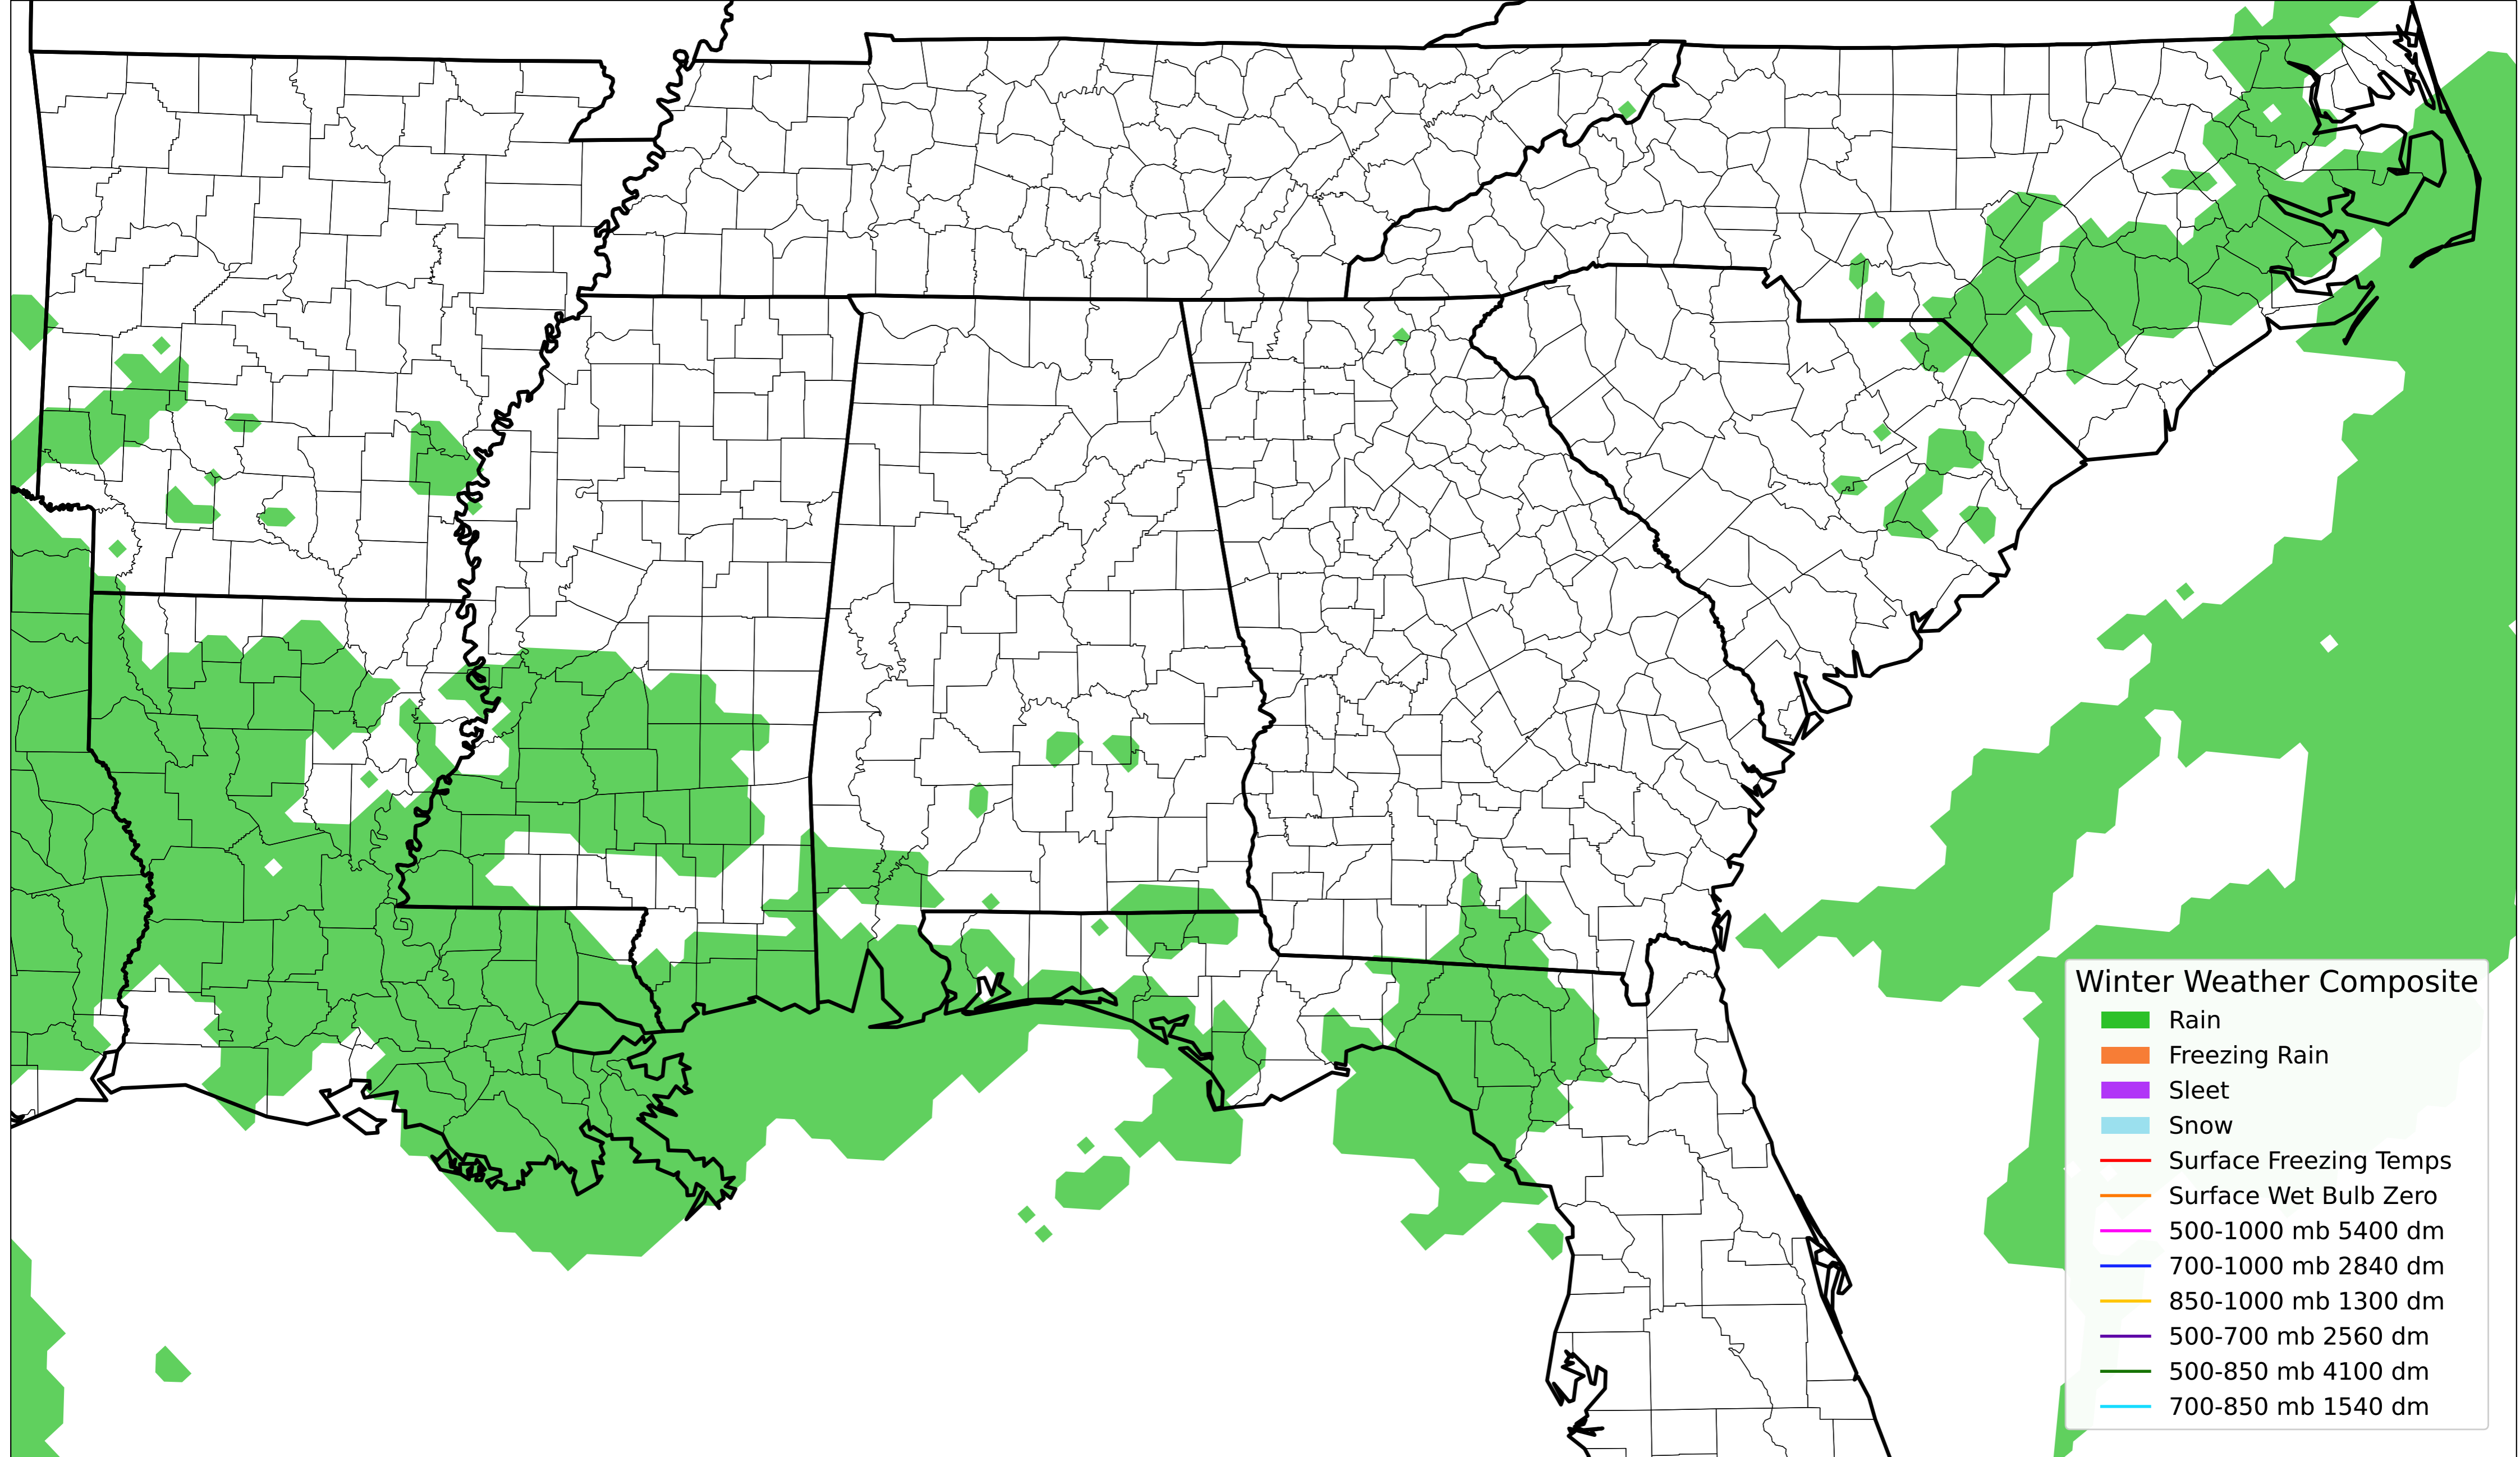 Winter Weather Composite
Rain
Freezing Rain
Sleet
Snow
Surface Freezing Temps
Surface Wet Bulb Zero
500-1000 mb 5400 dm
700-1000 mb 2840 dm
850-1000 mb 1300 dm
500-700 mb 2560 dm
500-850 mb 4100 dm
700-850 mb 1540 dm